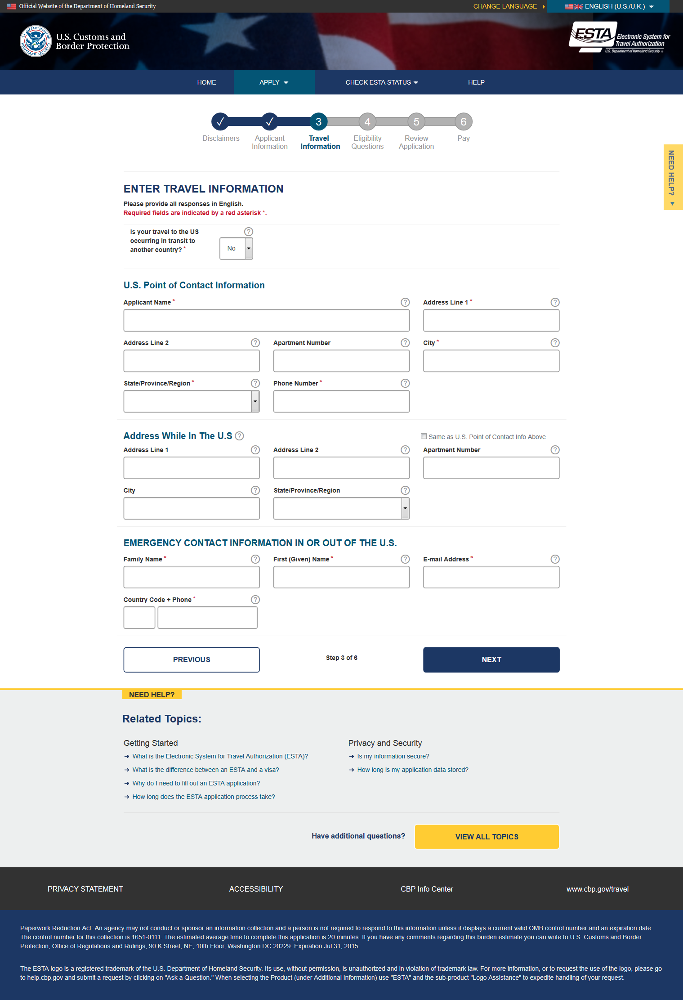 Official Website of the Department of Homeland Security
CHANGE LANGUAGE
ENGLISH (U.S./U.K.)
U.S. Customs and
Border Protection
ESTA
Electronic System for
Travel Authorization
U.S. Department of Homeland Security ®
HOME
APPLY
CHECK ESTA STATUS
HELP
3
4
5
6
Disclaimers
Applicant
Information
Travel
Information
Eligibility
Questions
Review
Application
Pay
NEED HELP?
ENTER TRAVEL INFORMATION
Please provide all responses in English.
Required fields are indicated by a red asterisk *.
Is your travel to the US
occurring in transit to
another country? *
?
No
U.S. Point of Contact Information
Applicant Name * ?
Address Line 1 * ?
Address Line 2 ?
Apartment Number ?
City * ?
State/Province/Region * ?
Phone Number * ?
Address While In The U.S ?
Same as U.S. Point of Contact Info Above
Address Line 1 ?
Address Line 2 ?
Apartment Number ?
City ?
State/Province/Region ?
EMERGENCY CONTACT INFORMATION IN OR OUT OF THE U.S.
Family Name * ?
First (Given) Name * ?
E-mail Address * ?
Country Code + Phone * ?
PREVIOUS
Step 3 of 6
NEXT
NEED HELP?
Related Topics:
Getting Started
What is the Electronic System for Travel Authorization (ESTA)?
What is the difference between an ESTA and a visa?
Why do I need to fill out an ESTA application?
How long does the ESTA application process take?
Privacy and Security
Is my information secure?
How long is my application data stored?
Have additional questions?
VIEW ALL TOPICS
PRIVACY STATEMENT
ACCESSIBILITY
CBP Info Center
www.cbp.gov/travel
Paperwork Reduction Act: An agency may not conduct or sponsor an information collection and a person is not required to respond to this information unless it displays a current valid OMB control number and an expiration date.
The control number for this collection is 1651-0111. The estimated average time to complete this application is 20 minutes. If you have any comments regarding this burden estimate you can write to U.S. Customs and Border
Protection, Office of Regulations and Rulings, 90 K Street, NE, 10th Floor, Washington DC 20229. Expiration Jul 31, 2015.
The ESTA logo is a registered trademark of the U.S. Department of Homeland Security. Its use, without permission, is unauthorized and in violation of trademark law. For more information, or to request the use of the logo, please go
to help.cbp.gov and submit a request by clicking on "Ask a Question." When selecting the Product (under Additional Information) use "ESTA" and the sub-product "Logo Assistance" to expedite handling of your request.